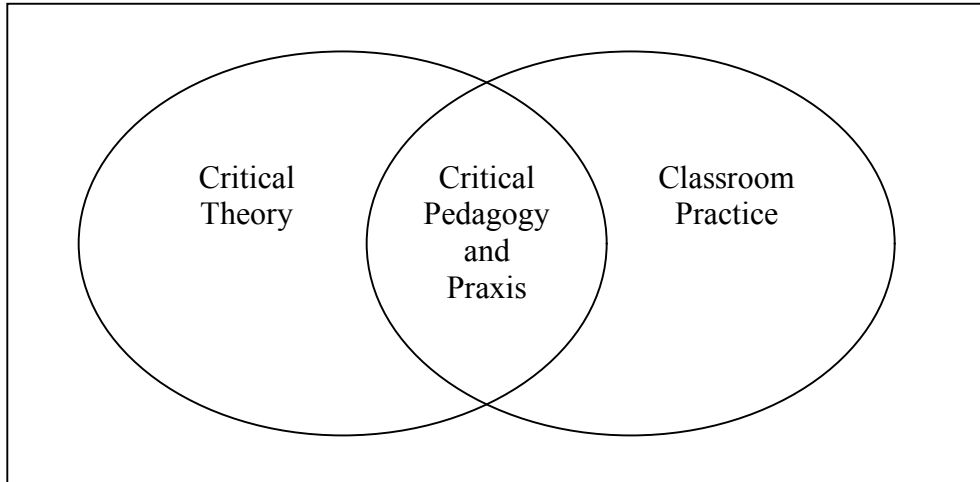 Critical
Theory
Critical
Pedagogy
and
Praxis
Classroom
Practice